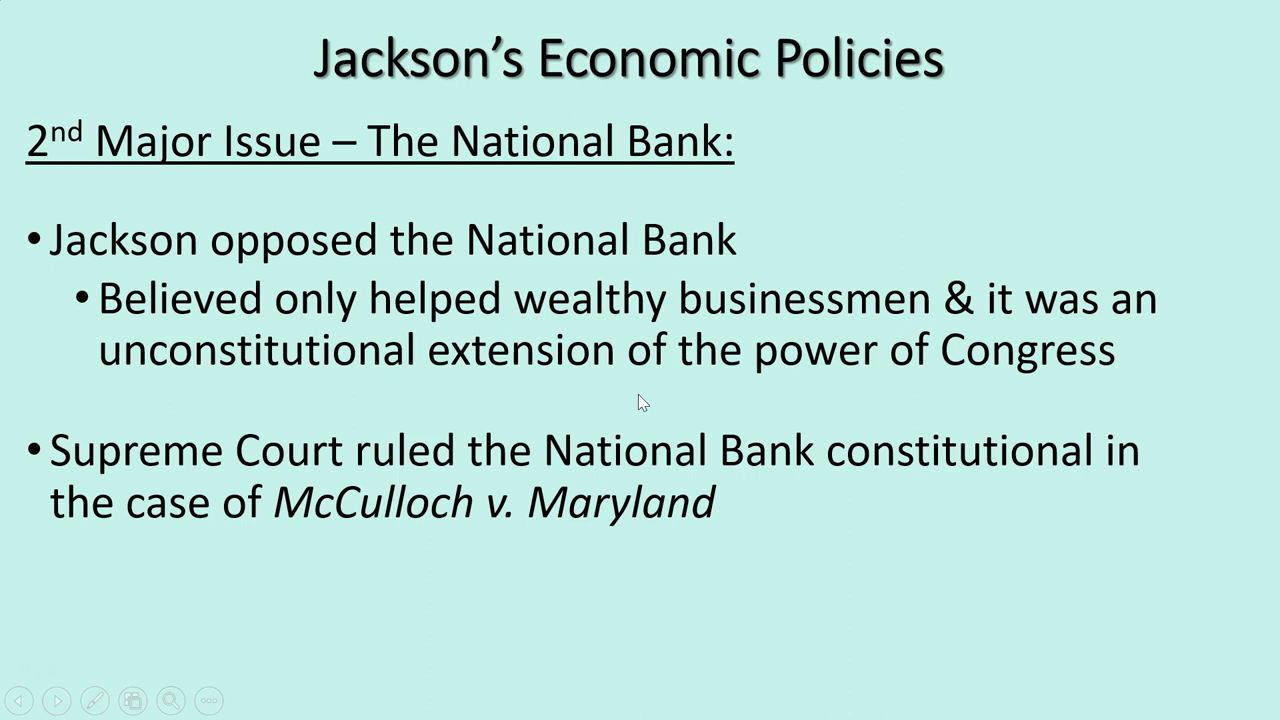 Jackson’s Economic Policies
2nd Major Issue – The National Bank:
• Jackson opposed the National Bank
• Believed only helped wealthy businessmen & it was an
unconstitutional extension of the power of Congress
• Supreme Court ruled the National Bank constitutional in
the case of McCulloch v. Maryland